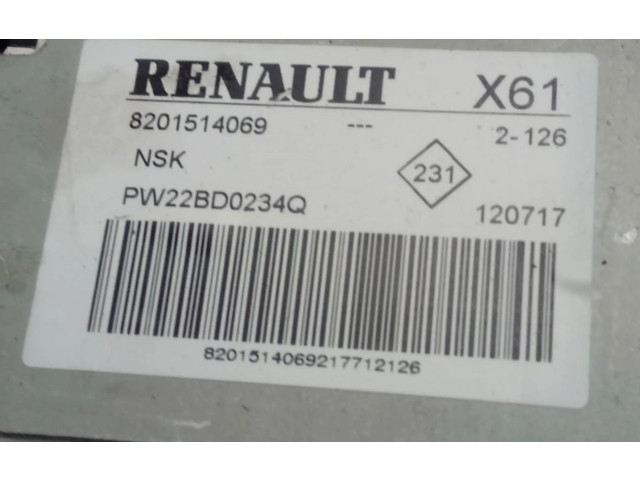 RENAULT X61
8201514069 --- 2-126
NSK 231
PW22BD0234Q 120717
8201514069217712126